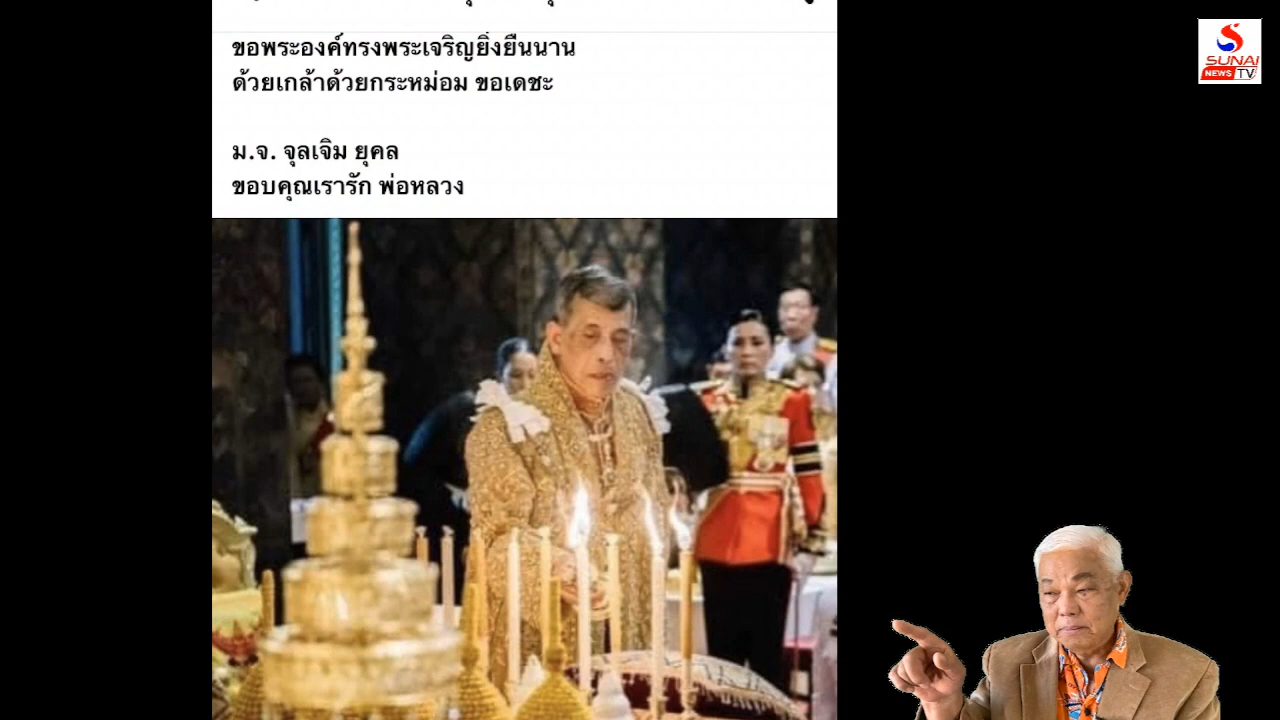 ขอพระองค์ทรงพระเจริญยิ่งยืนนาน
ด้วยเกล้าด้วยกระหม่อม ขอเดชะ
ม.จ. จุลเจิม ยุคล
ขอบคุณเรารัก พ่อหลวง
SUNAI
NEWS TV